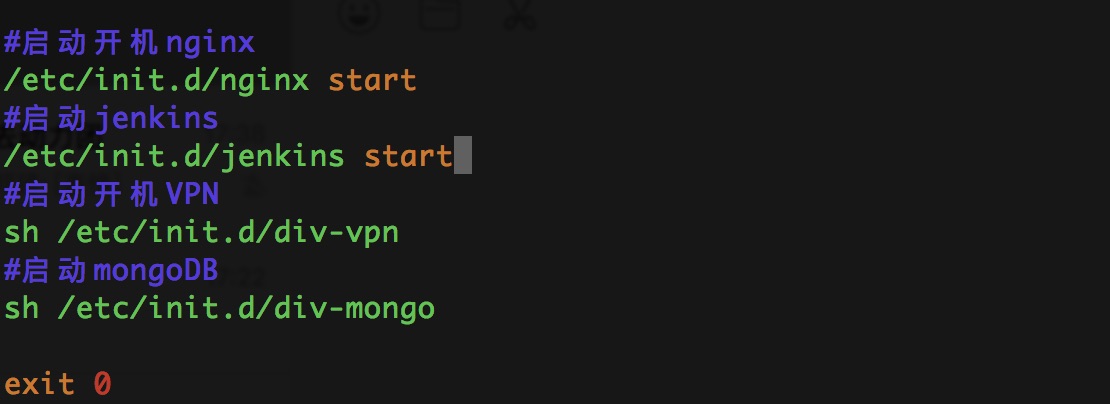 #启动开机nginx
/etc/init.d/nginx start
#启动jenkins
/etc/init.d/jenkins start
#启动开机VPN
sh /etc/init.d/div-vpn
#启动mongoDB
sh /etc/init.d/div-mongo
exit 0